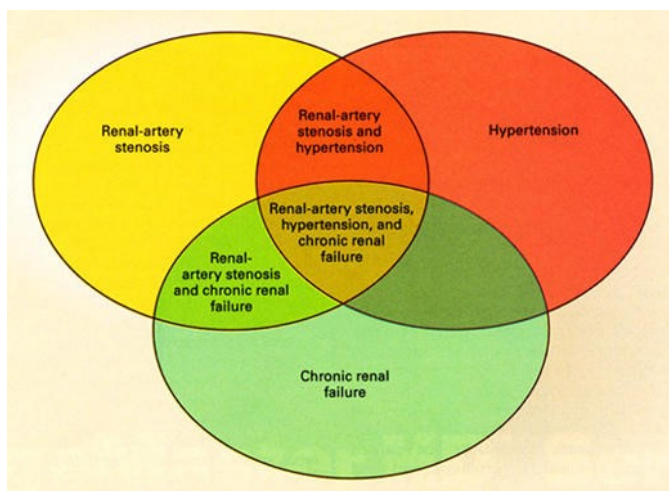 Renal-artery
stenosis
Renal-artery
stenosis and
hypertension
Hypertension
Renal-artery stenosis,
hypertension, and
chronic renal
failure
Renal-
artery stenosis
and chronic renal
failure
Chronic renal
failure